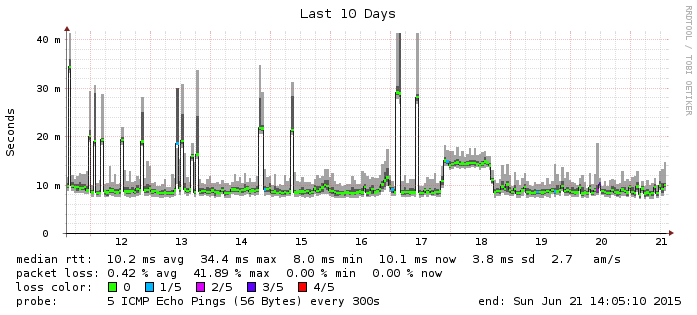 Last 10 Days
RRDTOOL / TOBI OETIKER
Seconds
40 m
30 m
20 m
10 m
0
12 13 14 15 16 17 18 19 20 21
median rtt: 10.2 ms avg 34.4 ms max 8.0 ms min 10.1 ms now 3.8 ms sd 2.7 am/s
packet loss: 0.42 % avg 41.89 % max 0.00 % min 0.00 % now
loss color: 0 1/5 2/5 3/5 4/5
probe: 5 ICMP Echo Pings (56 Bytes) every 300s end: Sun Jun 21 14:05:10 2015